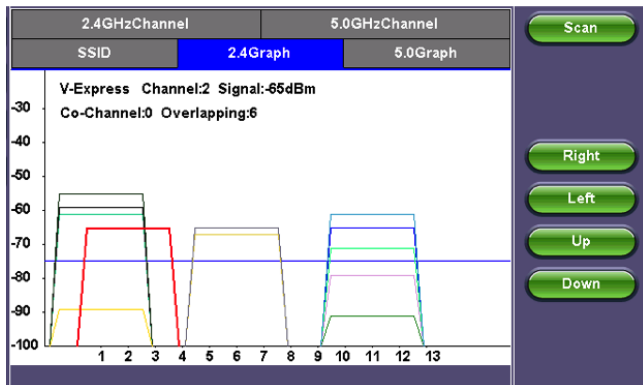 2.4GHzChannel 5.0GHzChannel
SSID 2.4Graph 5.0Graph
V-Express Channel:2 Signal:-65dBm
Co-Channel:0 Overlapping:6
-30
-40
-50
-60
-70
-80
-90
-100
1 2 3 4 5 6 7 8 9 10 11 12 13
Scan
Right
Left
Up
Down